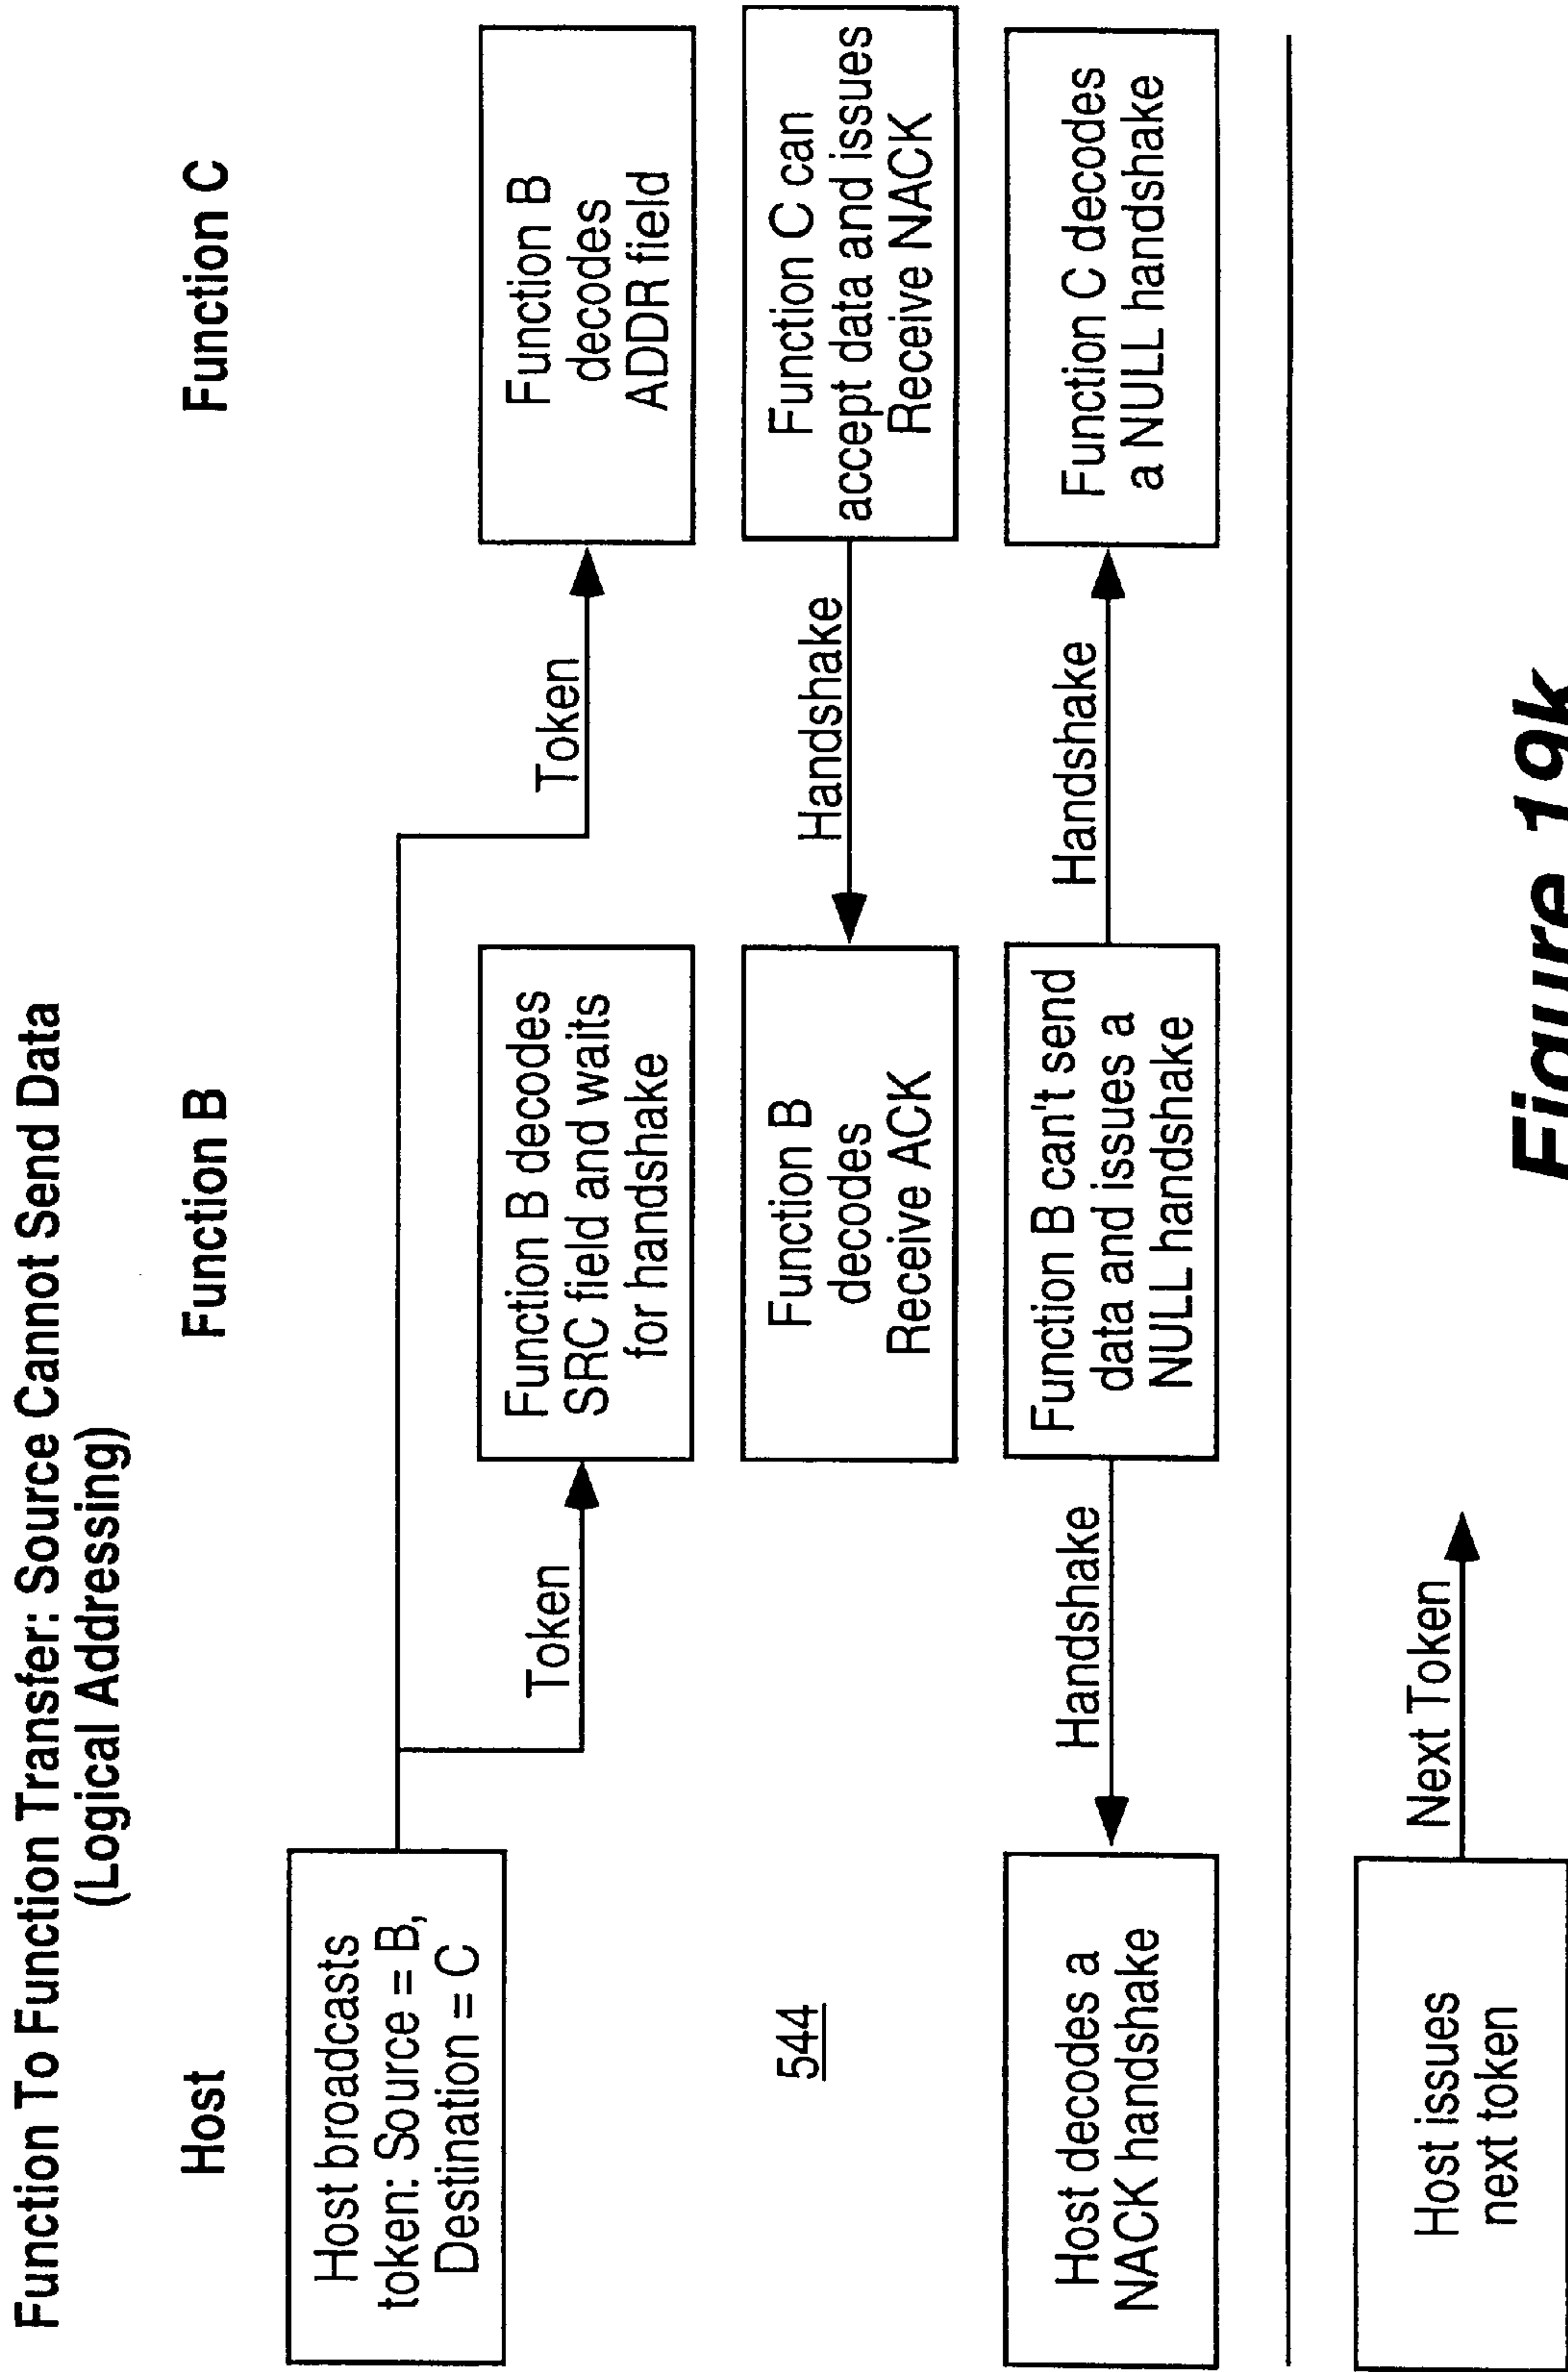 Function To Function Transfer: Source Cannot Send Data
(Logical Addressing)
Host
Function B
Function C
Host broadcasts
token: Source = B,
Destination = C
Token
Function B decodes
SRC field and waits
for handshake
Token
Function B
decodes
ADDR field
544
Function B
decodes
Receive ACK
Handshake
Function C can
accept data and issues
Receive NACK
Host decodes a
NACK handshake
Handshake
Function B can't send
data and issues a
NULL handshake
Handshake
Function C decodes
a NULL handshake
Host issues
next token
Next Token
Figure 19k